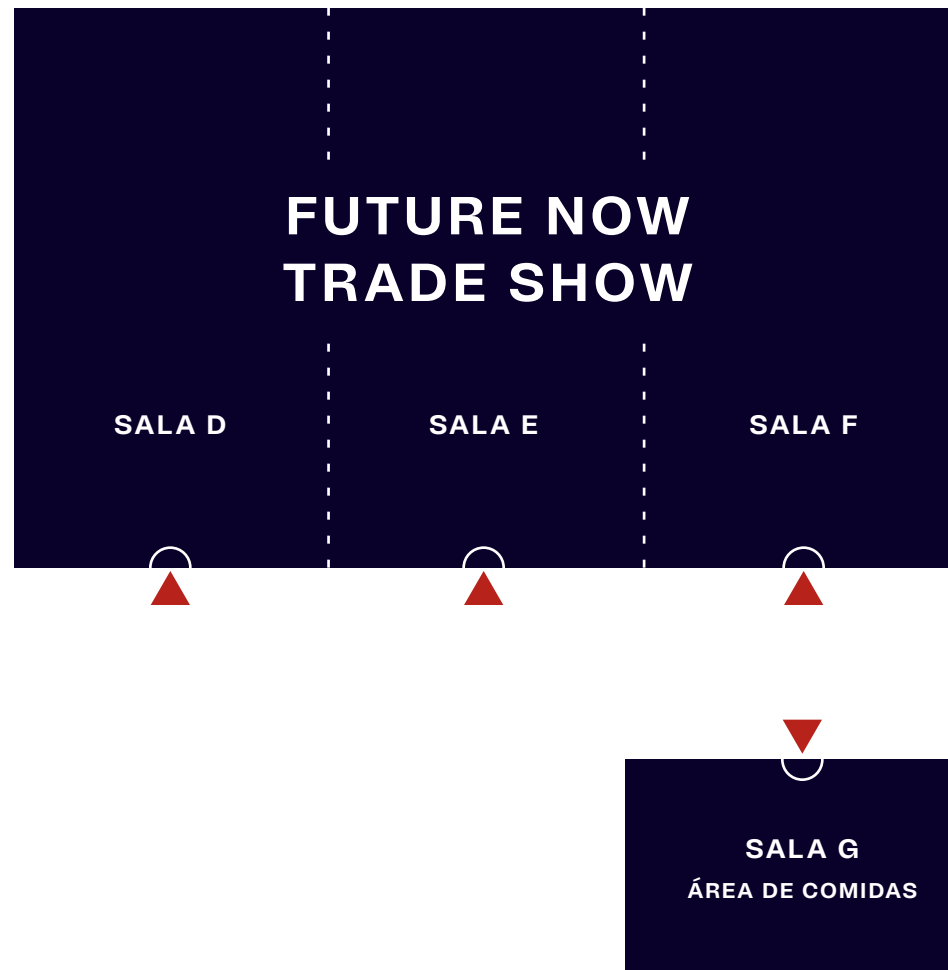 FUTURE NOW
TRADE SHOW
SALA D
SALA E
SALA F
SALA G
ÁREA DE COMIDAS